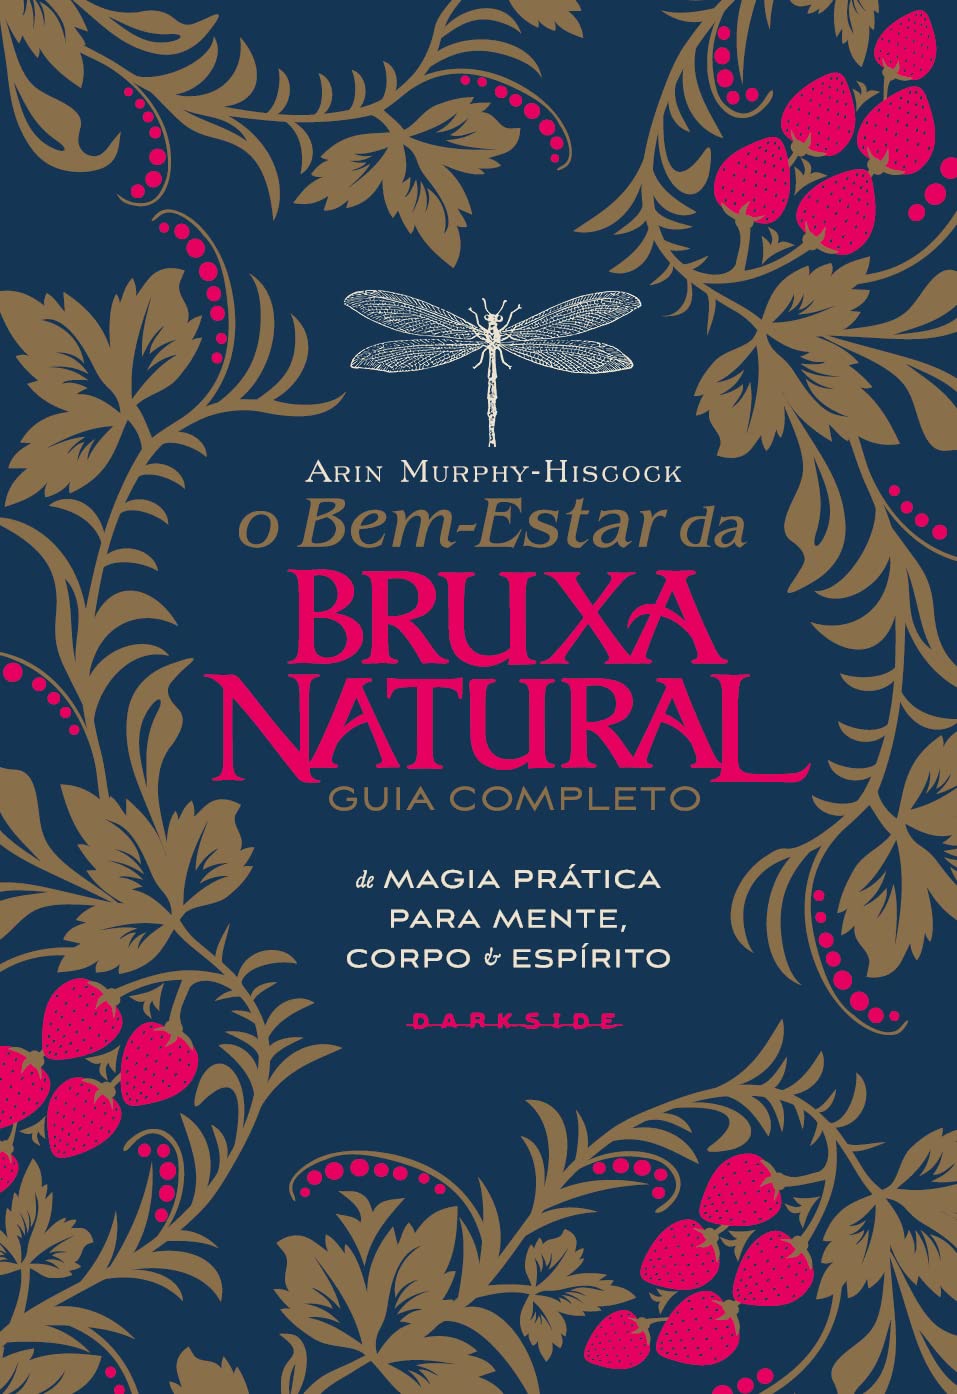 Arin Murphy-Hiscock
o Bem-Estar da
BRUXA
NATURAL
GUIA COMPLETO
de MAGIA PRÁTICA
PARA MENTE,
CORPO & ESPÍRITO
DARKSIDE